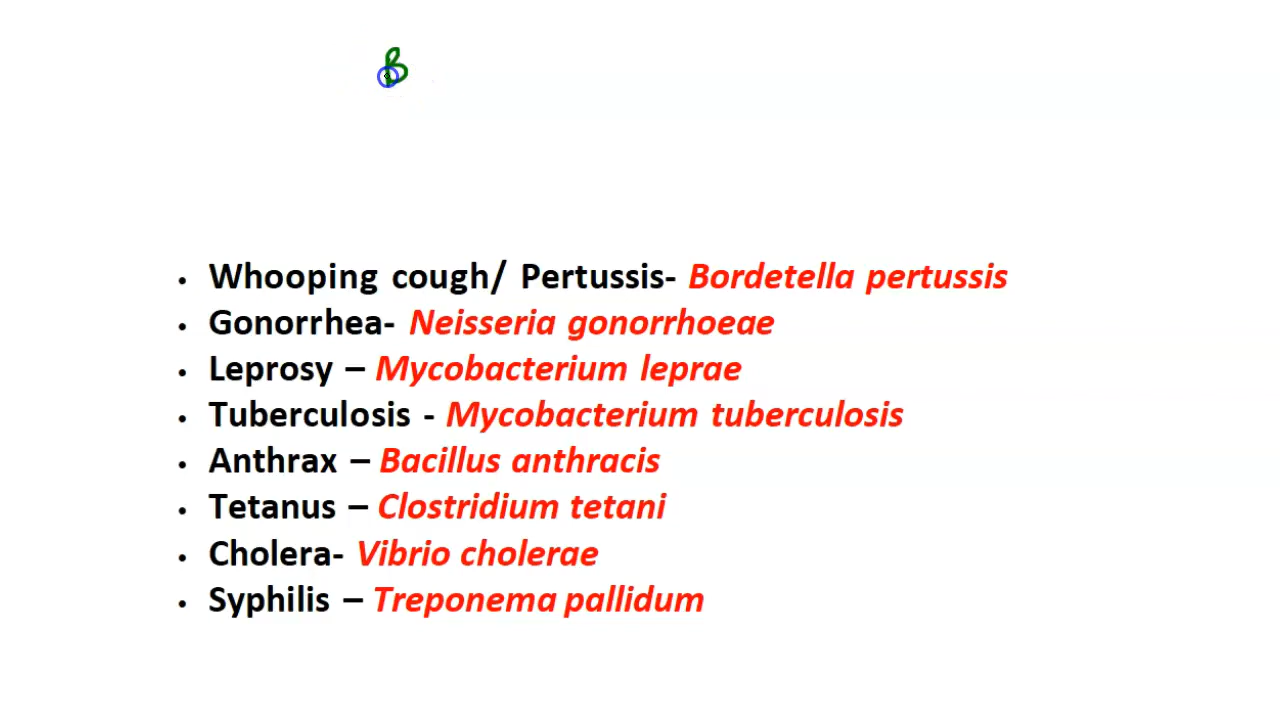 B
• Whooping cough/ Pertussis- Bordetella pertussis
• Gonorrhea- Neisseria gonorrhoeae
• Leprosy – Mycobacterium leprae
• Tuberculosis - Mycobacterium tuberculosis
• Anthrax – Bacillus anthracis
• Tetanus – Clostridium tetani
• Cholera- Vibrio cholerae
• Syphilis – Treponema pallidum